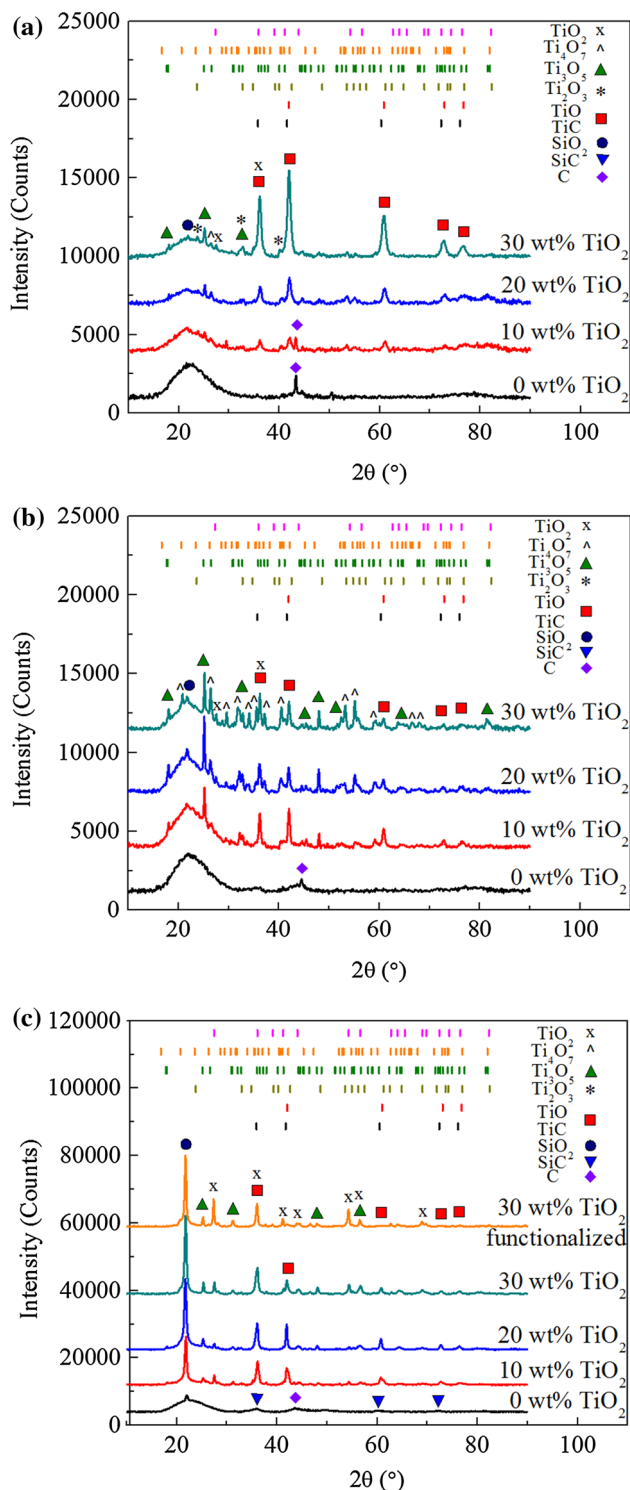 (a)
25000
20000
15000
10000
5000
0
Intensity (Counts)
TiO2 x
Ti4O7 ^
Ti3O5
Ti2O3 *
TiO
TiC
SiO2
SiC
C
x
* ^ x * *
30 wt% TiO2
20 wt% TiO2
10 wt% TiO2
0 wt% TiO2
20 40 60 80 100
2θ (°)
(b)
25000
20000
15000
10000
5000
0
Intensity (Counts)
TiO2 x
Ti4O7 ^
Ti3O5
Ti2O3 *
TiO
TiC
SiO2
SiC
C
x
^ ^ x ^ ^ ^ ^ ^ ^ ^ ^ ^ ^ ^
30 wt% TiO2
20 wt% TiO2
10 wt% TiO2
0 wt% TiO2
20 40 60 80 100
2θ (°)
(c)
120000
100000
80000
60000
40000
20000
0
Intensity (Counts)
TiO2 x
Ti4O7 ^
Ti3O5
Ti2O3 *
TiO
TiC
SiO2
SiC
C
x x x x x x x
30 wt% TiO2
functionalized
30 wt% TiO2
20 wt% TiO2
10 wt% TiO2
0 wt% TiO2
20 40 60 80 100
2θ (°)